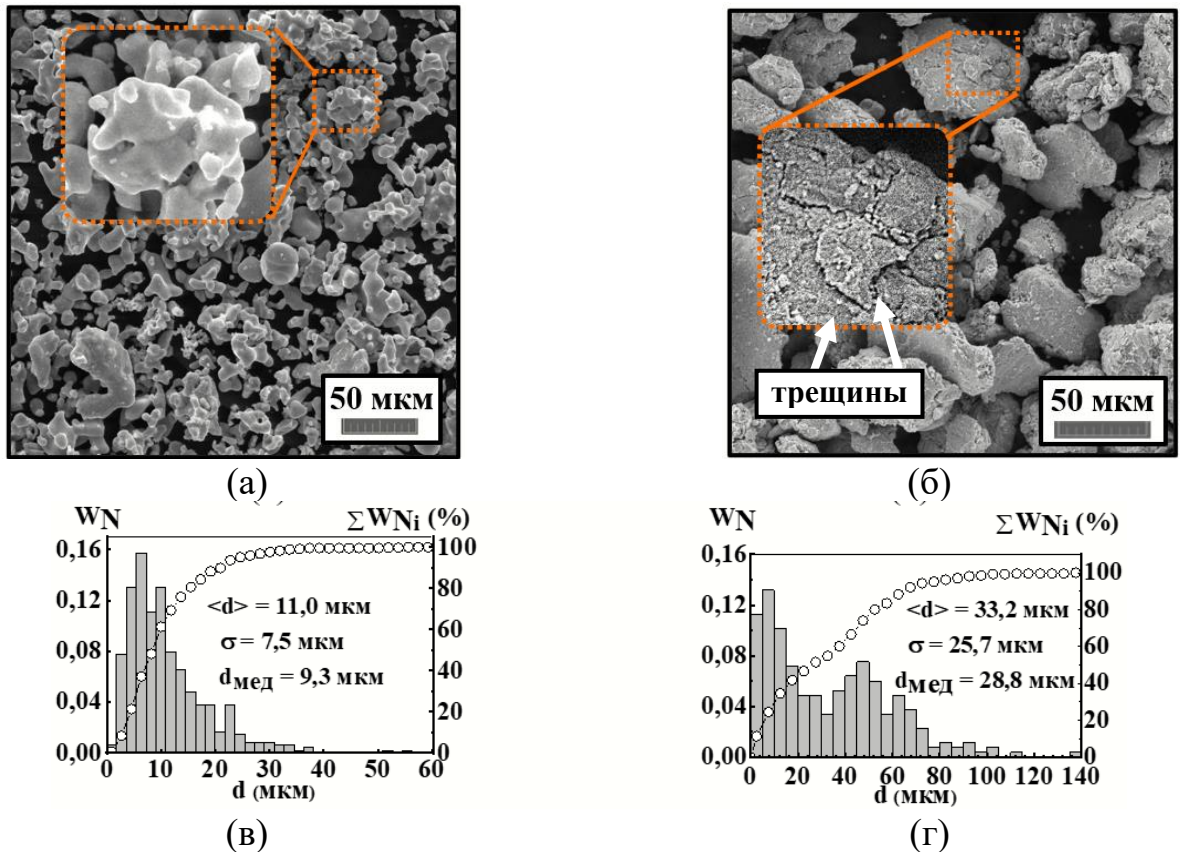 50 мкм
трещины
50 мкм
(а)
(б)
WN
∑WNi (%)
0,16
0,12
0,08
0,04
0,00
100
80
60
40
20
0
<d> = 11,0 мкм
σ = 7,5 мкм
dмед = 9,3 мкм
0 10 20 30 40 50 60
d (мкм)
(в)
WN
∑WNi (%)
0,16
0,12
0,08
0,04
0,00
100
80
60
40
20
0
<d> = 33,2 мкм
σ = 25,7 мкм
dмед = 28,8 мкм
0 20 40 60 80 100 120 140
d (мкм)
(г)